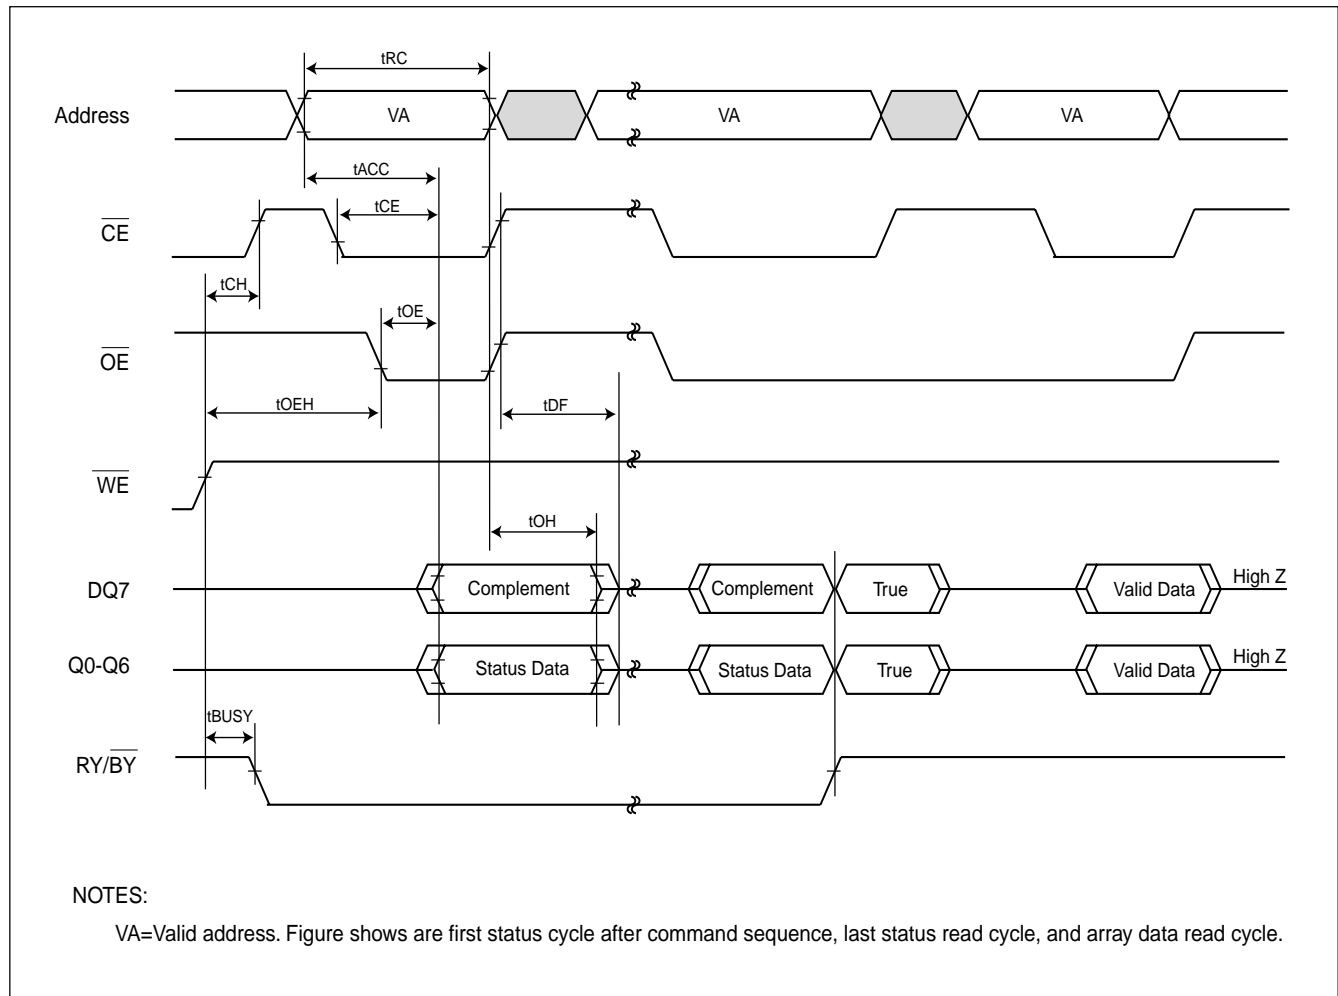 tRC
Address VA VA VA
tACC
tCE
CE
tCH
tOE
OE
tOEH tDF
WE
tOH
DQ7 Complement Complement True Valid Data High Z
Q0-Q6 Status Data Status Data True Valid Data High Z
tBUSY
RY/BY
NOTES:
VA=Valid address. Figure shows are first status cycle after command sequence, last status read cycle, and array data read cycle.